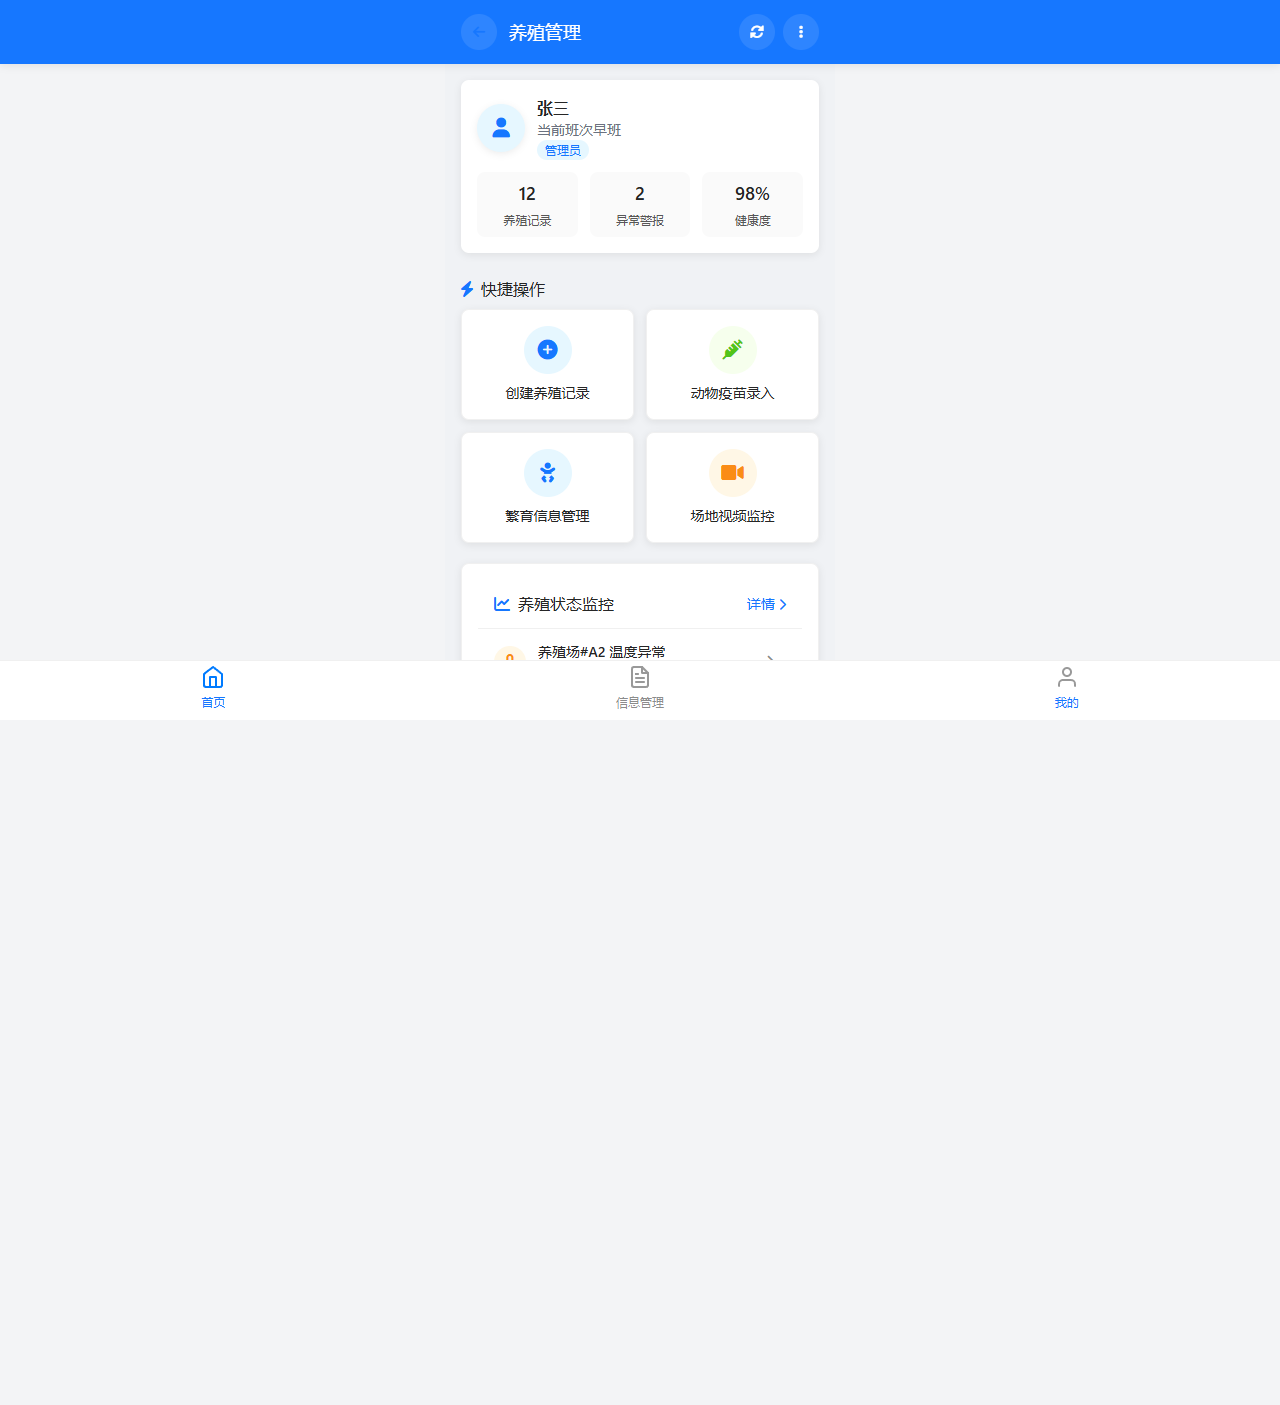 养殖管理
张三
当前班次早班
管理员
12
养殖记录
2
异常警报
98%
健康度
快捷操作
创建养殖记录
动物疫苗录入
繁育信息管理
场地视频监控
养殖状态监控
详情
养殖场#A2 温度异常
首页
信息管理
我的